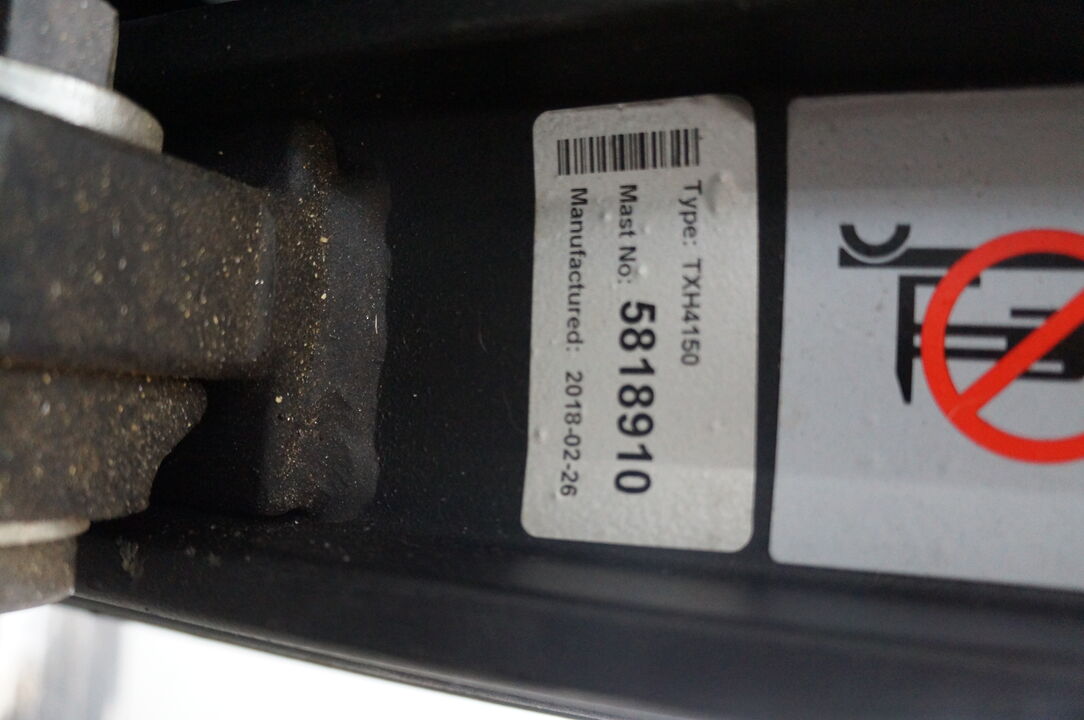 Type: TXH4150
Mast No: 5818910
Manufactured: 2018-02-26